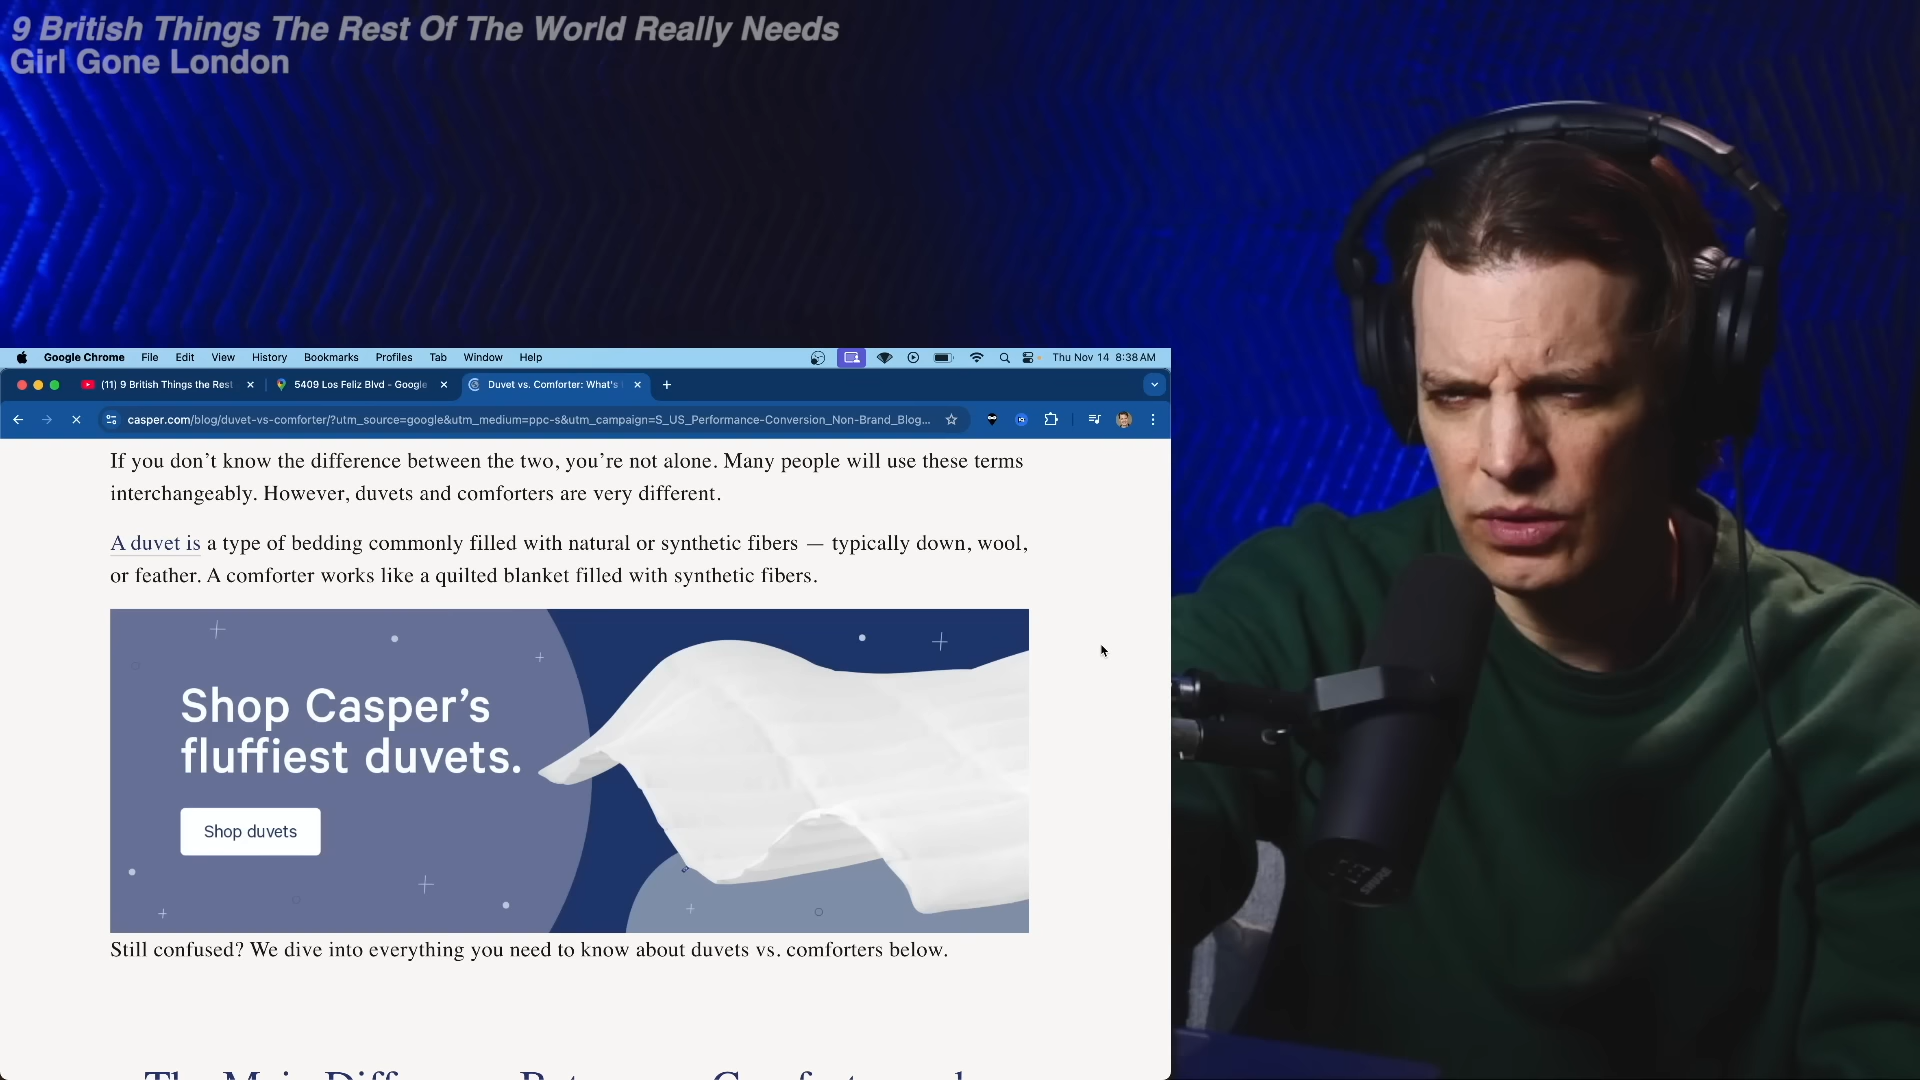 9 British Things The Rest Of The World Really Needs
Girl Gone London
Google Chrome File Edit View History Bookmarks Profiles Tab Window Help Thu Nov 14 8:38 AM
(11) 9 British Things the Rest 5409 Los Feliz Blvd - Google Duvet vs. Comforter: What's
casper.com/blog/duvet-vs-comforter/?utm_source=google&utm_medium=ppc-s&utm_campaign=S_US_Performance-Conversion_Non-Brand_Blog...
If you don’t know the difference between the two, you’re not alone. Many people will use these terms
interchangeably. However, duvets and comforters are very different.
A duvet is a type of bedding commonly filled with natural or synthetic fibers — typically down, wool,
or feather. A comforter works like a quilted blanket filled with synthetic fibers.
Shop Casper’s
fluffiest duvets.
Shop duvets
Still confused? We dive into everything you need to know about duvets vs. comforters below.